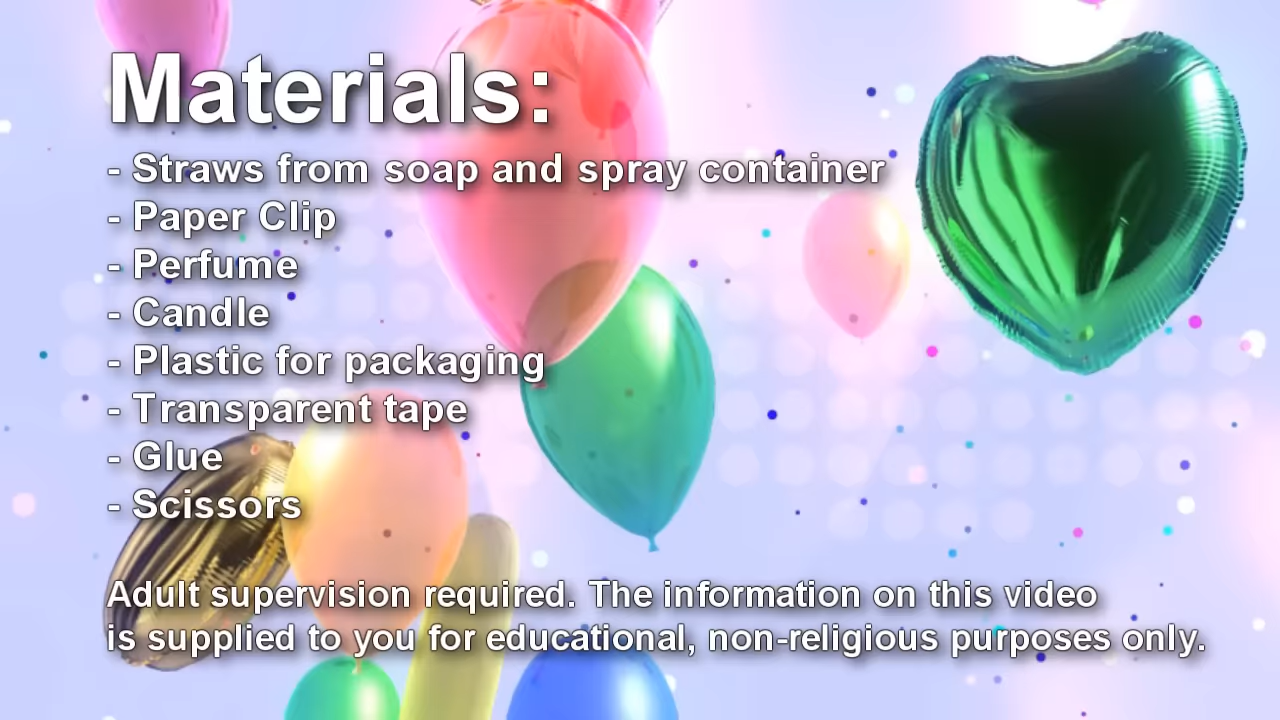 Materials:
- Straws from soap and spray container
- Paper Clip
- Perfume
- Candle
- Plastic for packaging
- Transparent tape
- Glue
- Scissors
Adult supervision required. The information on this video
is supplied to you for educational, non-religious purposes only.